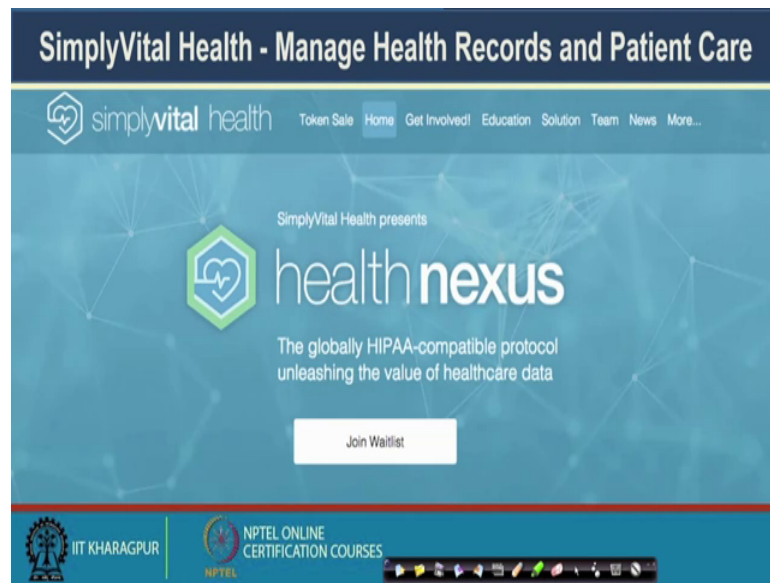 SimplyVital Health - Manage Health Records and Patient Care
simplyvital health Token Sale Home Get Involved! Education Solution Team News More...
SimplyVital Health presents
health nexus
The globally HIPAA-compatible protocol
unleashing the value of healthcare data
Join Waitlist
IIT KHARAGPUR
NPTEL
NPTEL ONLINE
CERTIFICATION COURSES